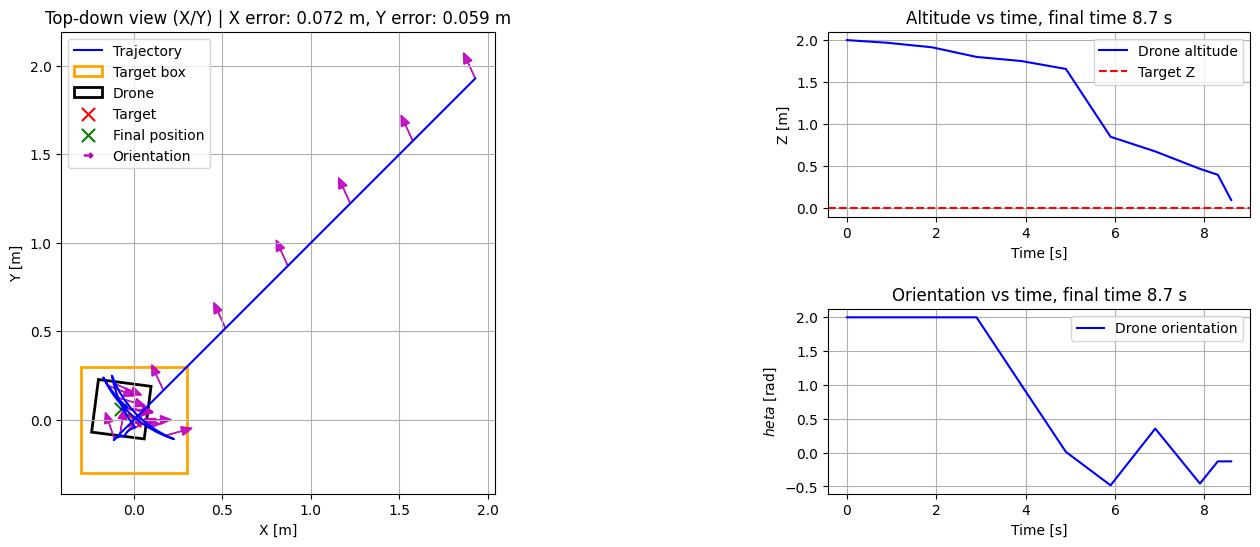 Top-down view (X/Y) | X error: 0.072 m, Y error: 0.059 m
Trajectory
Target box
Drone
Target
Final position
Orientation
2.0
1.5
1.0
0.5
0.0
Y [m]
0.0
0.5
1.0
1.5
2.0
X [m]
Altitude vs time, final time 8.7 s
Drone altitude
Target Z
2.0
1.5
1.0
0.5
0.0
Z [m]
0
2
4
6
8
Time [s]
Orientation vs time, final time 8.7 s
Drone orientation
2.0
1.5
1.0
0.5
0.0
−0.5
heta [rad]
0
2
4
6
8
Time [s]